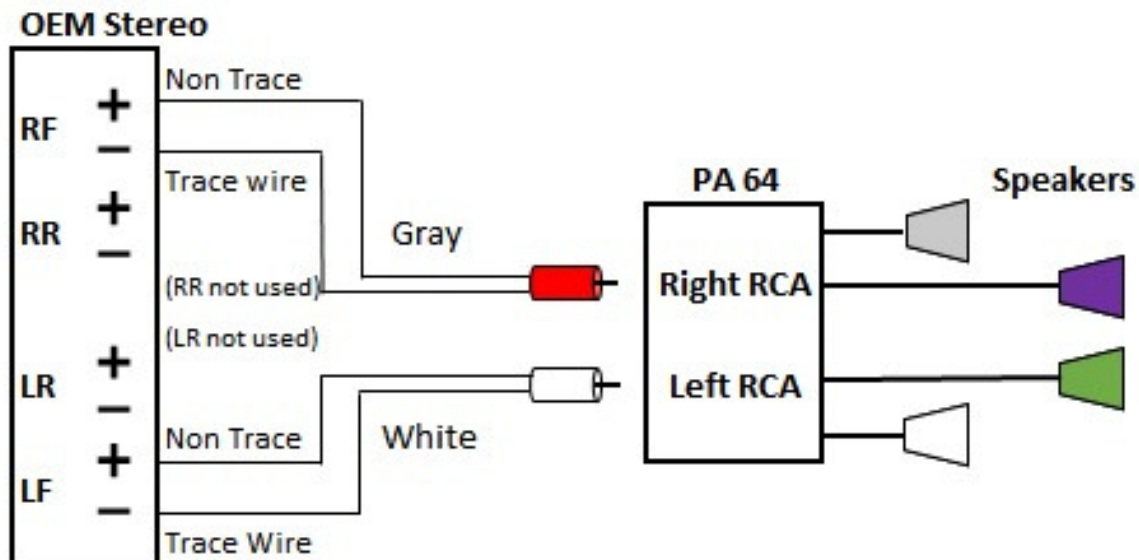 OEM Stereo
Non Trace
RF + −
Trace wire
RR + −
Gray
(RR not used)
(LR not used)
LR + −
Non Trace
White
LF + −
Trace Wire
PA 64
Right RCA
Left RCA
Speakers